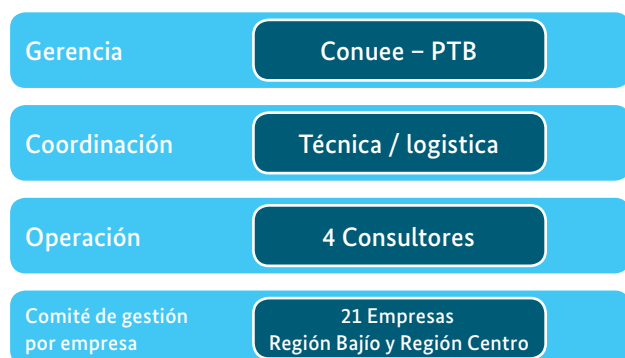 Gerencia
Conuee – PTB
Coordinación
Técnica / logistica
Operación
4 Consultores
Comité de gestión
por empresa
21 Empresas
Región Bajío y Región Centro